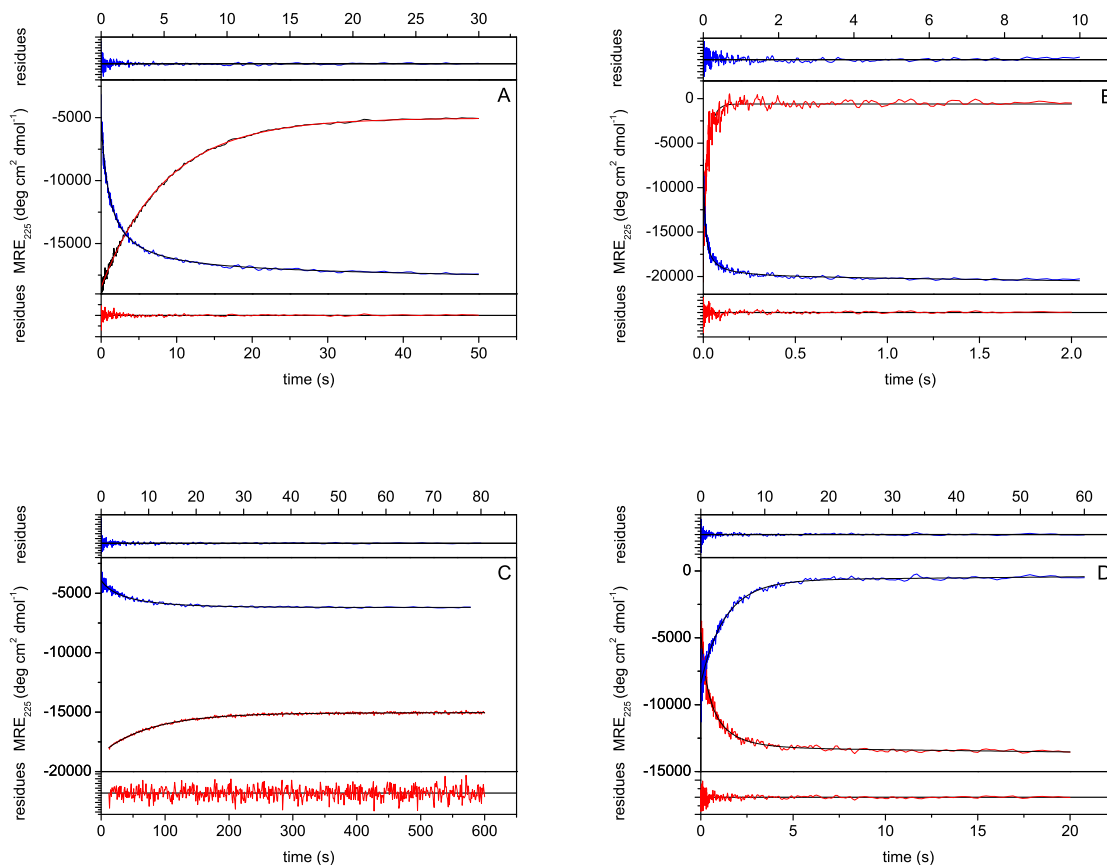 0 5 10 15 20 25 30
residues
A
MRE225 (deg cm2 dmol-1)
-5000
-10000
-15000
residues
0 10 20 30 40 50
time (s)
0 2 4 6 8 10
residues
B
MRE225 (deg cm2 dmol-1)
0
-5000
-10000
-15000
-20000
residues
0.0 0.5 1.0 1.5 2.0
time (s)
0 10 20 30 40 50 60 70 80
residues
C
MRE225 (deg cm2 dmol-1)
-5000
-10000
-15000
-20000
residues
0 100 200 300 400 500 600
time (s)
0 10 20 30 40 50 60
residues
D
MRE225 (deg cm2 dmol-1)
0
-5000
-10000
-15000
residues
0 5 10 15 20
time (s)